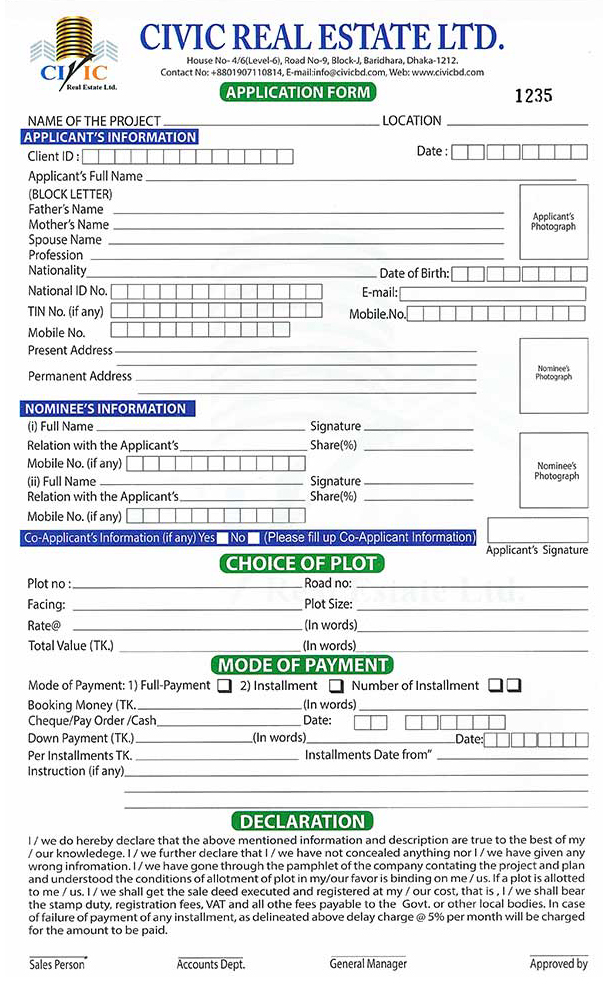 CIVIC
Real Estate Ltd.
CIVIC REAL ESTATE LTD.
House No- 4/6(Level-6), Road No-9, Block-J, Baridhara, Dhaka-1212.
Contact No: +8801907110814, E-mail:info@civicbd.com, Web: www.civicbd.com
APPLICATION FORM
1235
NAME OF THE PROJECT LOCATION
APPLICANT'S INFORMATION
Client ID : Date :
Applicant's Full Name
(BLOCK LETTER)
Father's Name
Mother's Name
Spouse Name
Profession
Applicant's
Photograph
Nationality Date of Birth:
National ID No. E-mail:
TIN No. (if any) Mobile.No.
Mobile No.
Present Address
Permanent Address
Nominee's
Photograph
NOMINEE'S INFORMATION
(i) Full Name Signature
Relation with the Applicant's Share(%)
Mobile No. (if any)
(ii) Full Name Signature
Relation with the Applicant's Share(%)
Mobile No. (if any)
Nominee's
Photograph
Co-Applicant's Information (if any) Yes No (Please fill up Co-Applicant Information)
Applicant's Signature
CHOICE OF PLOT
Plot no : Road no:
Real Estate Ltd.
Facing: Plot Size:
Rate@ (In words)
Total Value (TK.) (In words)
MODE OF PAYMENT
Mode of Payment: 1) Full-Payment 2) Installment Number of Installment
Booking Money (TK. (In words)
Cheque/Pay Order /Cash Date:
Down Payment (TK.) (In words) Date:
Per Installments TK. Installments Date from"
Instruction (if any)
DECLARATION
I / we do hereby declare that the above mentioned information and description are true to the best of my
/ our knowledege. I / we further declare that I / we have not concealed anything nor I / we have given any
wrong infromation. I / we have gone through the pamphlet of the company contating the project and plan
and understood the conditions of allotment of plot in my/our favor is binding on me / us. If a plot is allotted
to me / us. I / we shall get the sale deed executed and registered at my / our cost, that is , I / we shall bear
the stamp duty, registration fees, VAT and all othe fees payable to the Govt. or other local bodies. In case
of failure of payment of any installment, as delineated above delay charge @ 5% per month will be charged
for the amount to be paid.
Sales Person Accounts Dept. General Manager Approved by